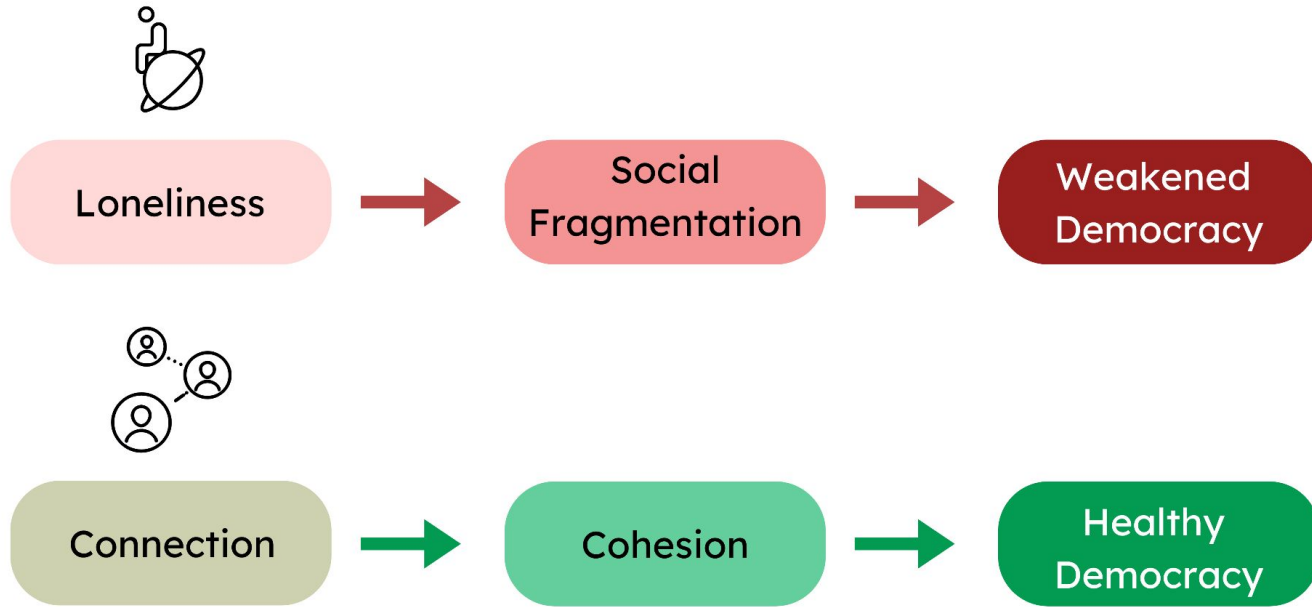 Loneliness
Social
Fragmentation
Weakened
Democracy
Connection
Cohesion
Healthy
Democracy